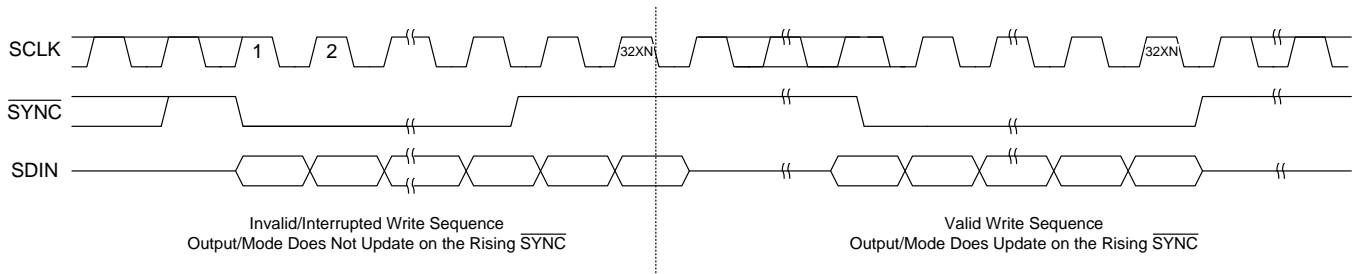 SCLK
1
2
32XN
32XN
SYNC
SDIN
Invalid/Interrupted Write Sequence
Output/Mode Does Not Update on the Rising SYNC
Valid Write Sequence
Output/Mode Does Update on the Rising SYNC